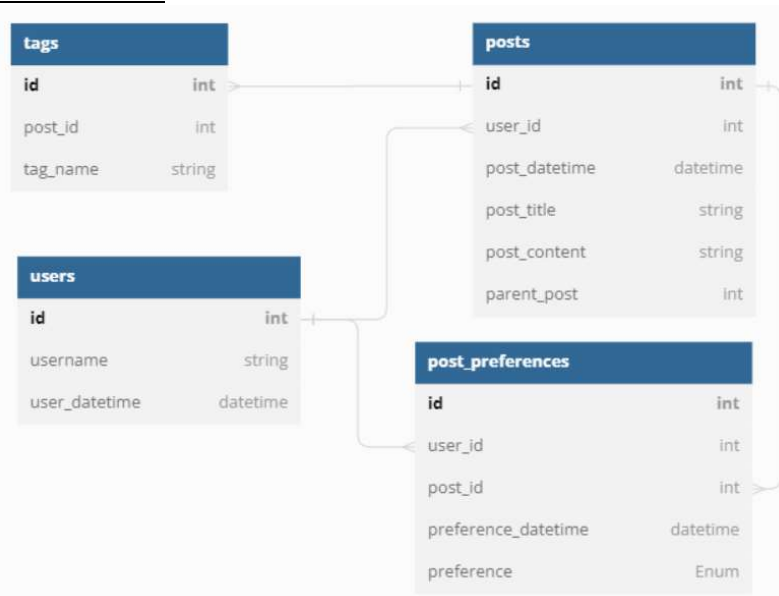 tags
id int
post_id int
tag_name string
posts
id int
user_id int
post_datetime datetime
post_title string
post_content string
parent_post int
users
id int
username string
user_datetime datetime
post_preferences
id int
user_id int
post_id int
preference_datetime datetime
preference Enum